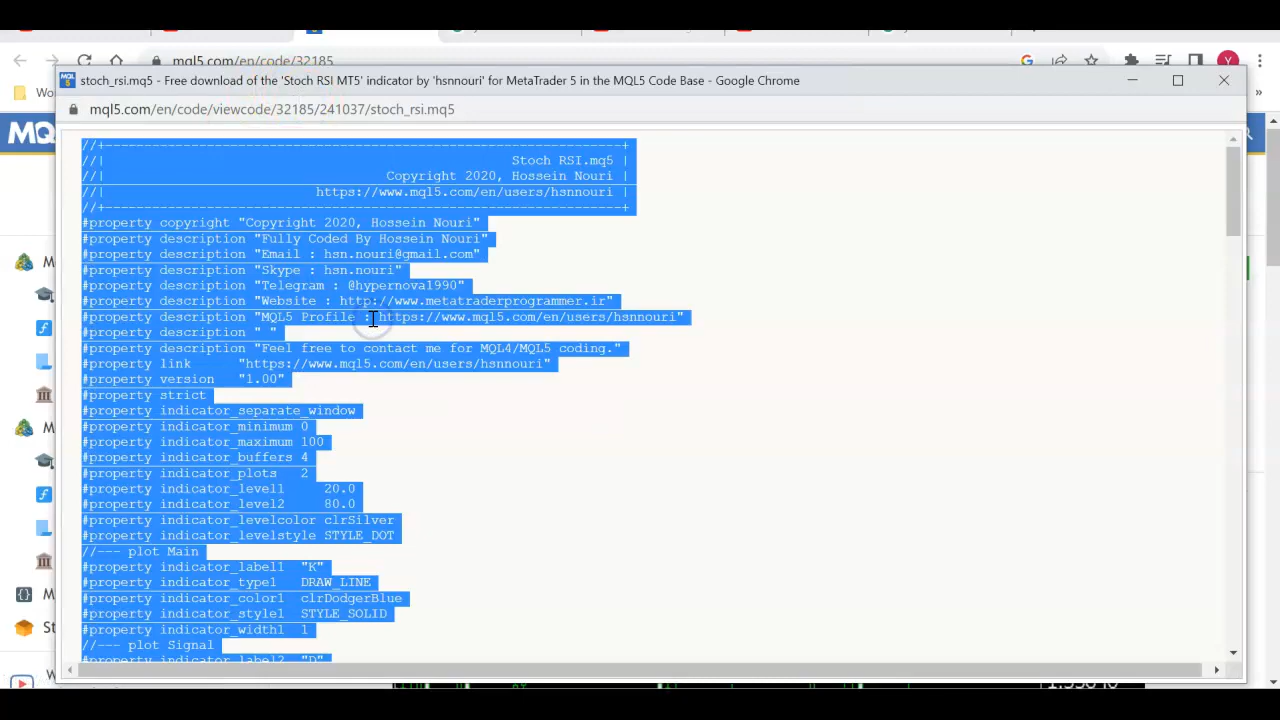 mql5.com/en/code/32185
Wo
»
stoch_rsi.mq5 - Free download of the 'Stoch RSI MT5' indicator by 'hsnnouri' for MetaTrader 5 in the MQL5 Code Base - Google Chrome
mql5.com/en/code/viewcode/32185/241037/stoch_rsi.mq5
//+------------------------------------------------------------------+
//|                                                    Stoch RSI.mq5 |
//|                                    Copyright 2020, Hossein Nouri |
//|                           https://www.mql5.com/en/users/hsnnouri |
//+------------------------------------------------------------------+
#property copyright "Copyright 2020, Hossein Nouri"
#property description "Fully Coded By Hossein Nouri"
#property description "Email : hsn.nouri@gmail.com"
#property description "Skype : hsn.nouri"
#property description "Telegram : @hypernova1990"
#property description "Website : http://www.metatraderprogrammer.ir"
#property description "MQL5 Profile : https://www.mql5.com/en/users/hsnnouri"
#property description " "
#property description "Feel free to contact me for MQL4/MQL5 coding."
#property link      "https://www.mql5.com/en/users/hsnnouri"
#property version   "1.00"
#property strict
#property indicator_separate_window
#property indicator_minimum 0
#property indicator_maximum 100
#property indicator_buffers 4
#property indicator_plots   2
#property indicator_level1     20.0
#property indicator_level2     80.0
#property indicator_levelcolor clrSilver
#property indicator_levelstyle STYLE_DOT
//--- plot Main
#property indicator_label1  "K"
#property indicator_type1   DRAW_LINE
#property indicator_color1  clrDodgerBlue
#property indicator_style1  STYLE_SOLID
#property indicator_width1  1
//--- plot Signal
#property indicator_label2  "D"